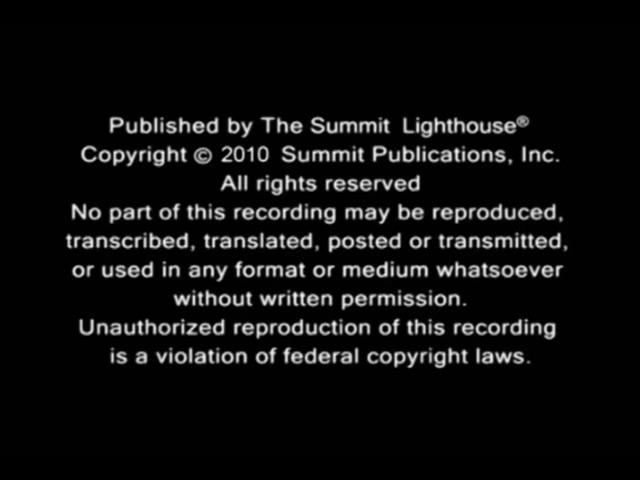 Published by The Summit Lighthouse®
Copyright © 2010 Summit Publications, Inc.
All rights reserved
No part of this recording may be reproduced,
transcribed, translated, posted or transmitted,
or used in any format or medium whatsoever
without written permission.
Unauthorized reproduction of this recording
is a violation of federal copyright laws.